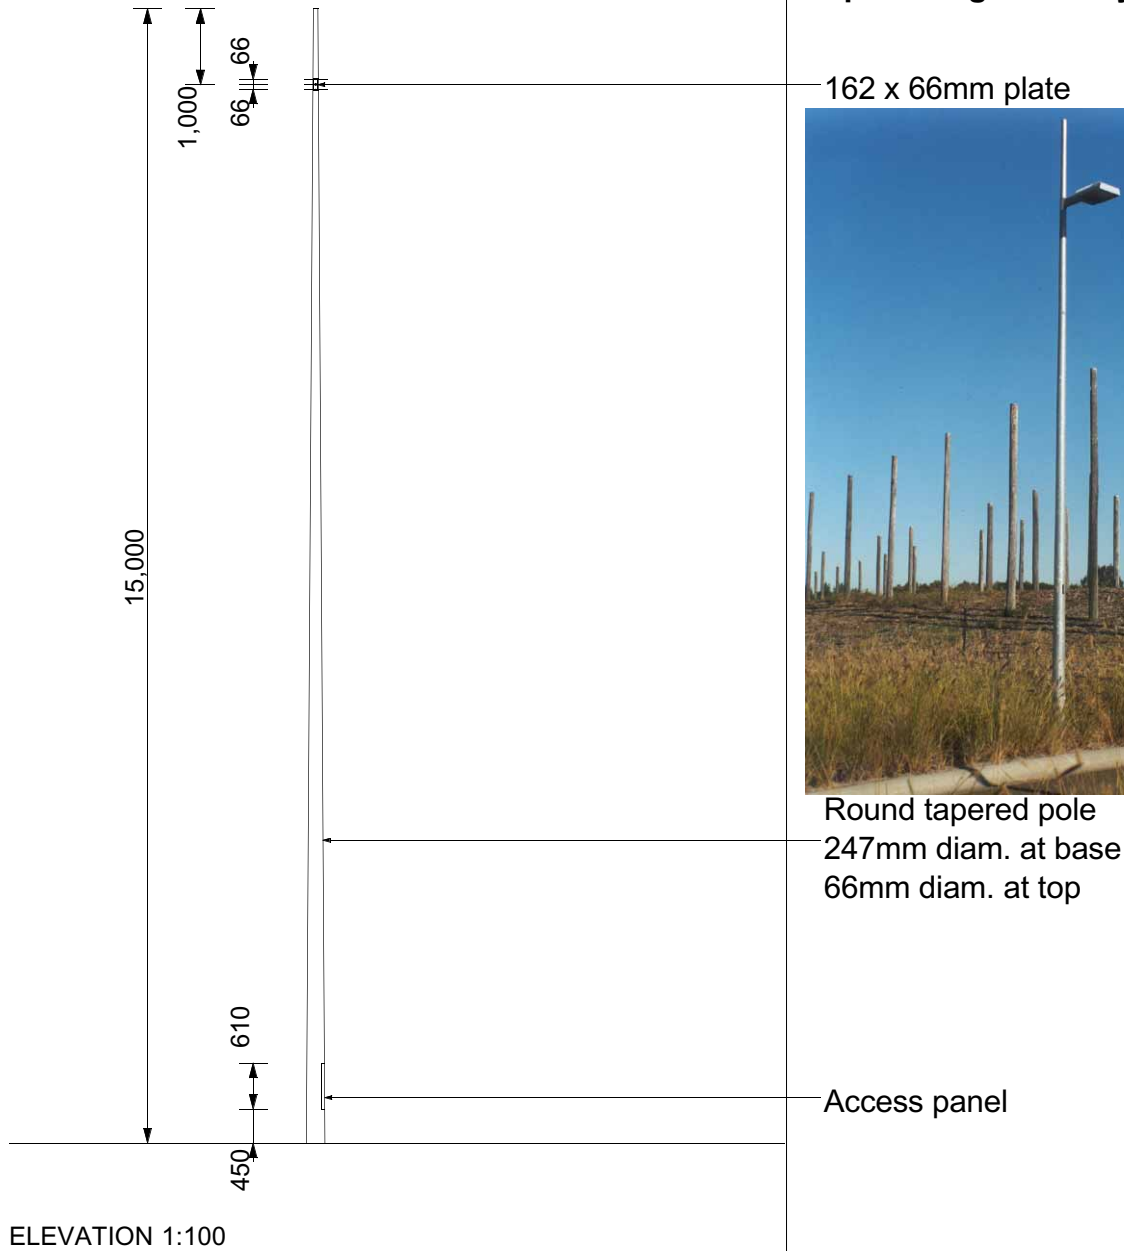 66
1,000
66
162 x 66mm plate
15,000
Round tapered pole
247mm diam. at base
66mm diam. at top
610
Access panel
450
ELEVATION 1:100